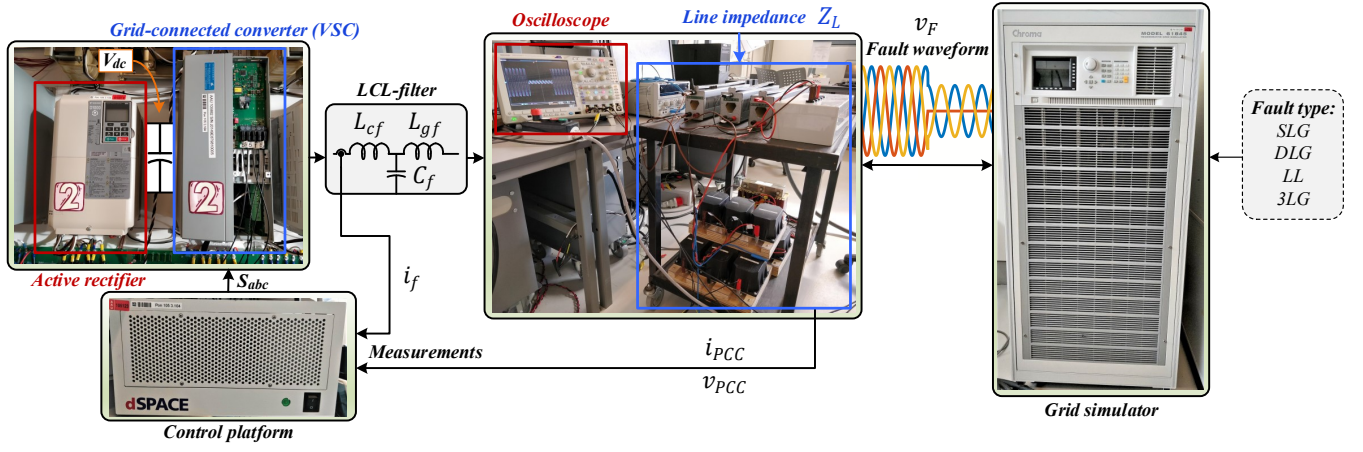 Grid-connected converter (VSC)
V_dc
2
2
Active rectifier
S_abc
LCL-filter
L_cf L_gf
C_f
i_f
Oscilloscope
Line impedance Z_L
v_F
Fault waveform
Chroma
MODEL 61845
Fault type:
SLG
DLG
LL
3LG
Measurements
i_PCC
v_PCC
dSPACE
Control platform
Grid simulator